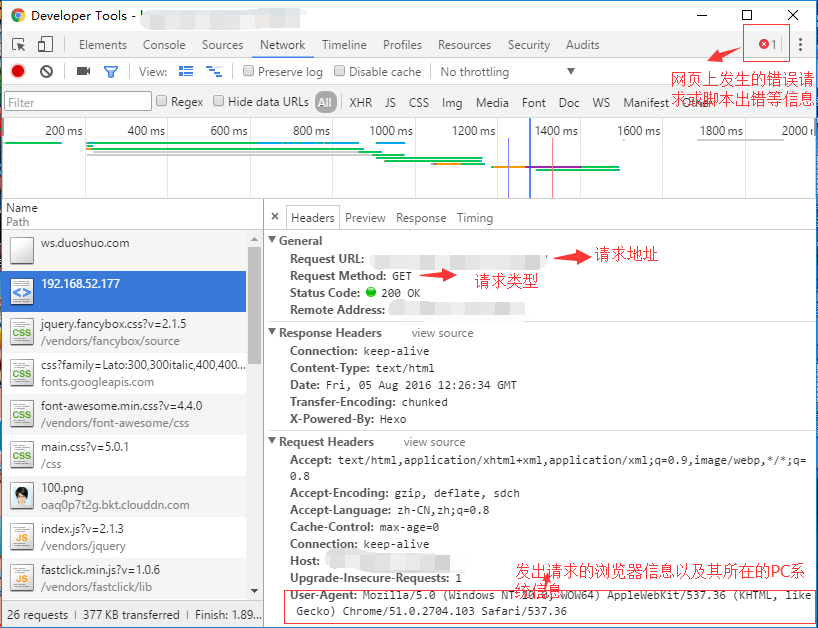 Developer Tools -
Elements Console Sources Network Timeline Profiles Resources Security Audits 1
View: Preserve log Disable cache No throttling
网页上发生的错误请
求或脚本出错等信息
Filter Regex Hide data URLs All XHR JS CSS Img Media Font Doc WS Manifest Other
200 ms 400 ms 600 ms 800 ms 1000 ms 1200 ms 1400 ms 1600 ms 1800 ms 2000
Name
Path
ws.duoshuo.com
192.168.52.177
jquery.fancybox.css?v=2.1.5
/vendors/fancybox/source
css?family=Lato:300,300italic,400,400...
fonts.googleapis.com
font-awesome.min.css?v=4.4.0
/vendors/font-awesome/css
main.css?v=5.0.1
/css
100.png
oaq0p7t2g.bkt.clouddn.com
index.js?v=2.1.3
/vendors/jquery
fastclick.min.js?v=1.0.6
/vendors/fastclick/lib
26 requests | 377 KB transferred | Finish: 1.89...
× Headers Preview Response Timing
General
Request URL: 请求地址
Request Method: GET 请求类型
Status Code: 200 OK
Remote Address:
Response Headers view source
Connection: keep-alive
Content-Type: text/html
Date: Fri, 05 Aug 2016 12:26:34 GMT
Transfer-Encoding: chunked
X-Powered-By: Hexo
Request Headers view source
Accept: text/html,application/xhtml+xml,application/xml;q=0.9,image/webp,*/*;q=
0.8
Accept-Encoding: gzip, deflate, sdch
Accept-Language: zh-CN,zh;q=0.8
Cache-Control: max-age=0
Connection: keep-alive
Host:
Upgrade-Insecure-Requests: 1
发出请求的浏览器信息以及其所在的PC系
统信息
User-Agent: Mozilla/5.0 (Windows NT 10.0; WOW64) AppleWebKit/537.36 (KHTML, like
Gecko) Chrome/51.0.2704.103 Safari/537.36